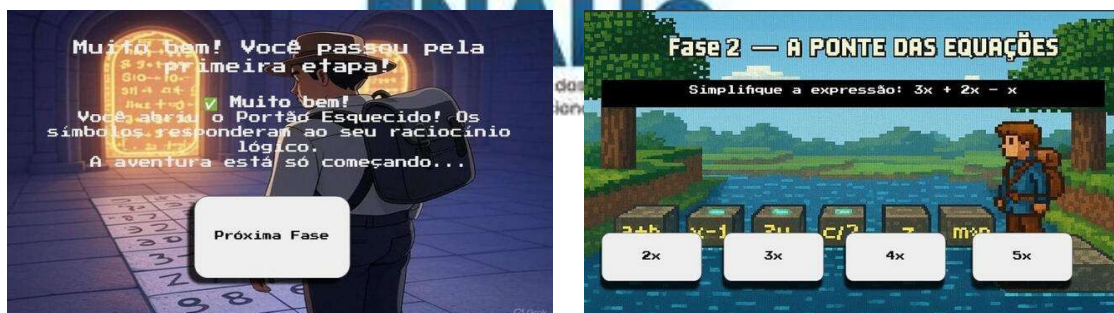 Muito bem! Você passou pela
primeira etapa!
✅ Muito bem!
Você abriu o Portão Esquecido! Os
símbolos responderam ao seu raciocínio
lógico.
A aventura está só começando...
Próxima Fase
Fase 2 — A PONTE DAS EQUAÇÕES
Simplifique a expressão: 3x + 2x - x
2x
3x
4x
5x